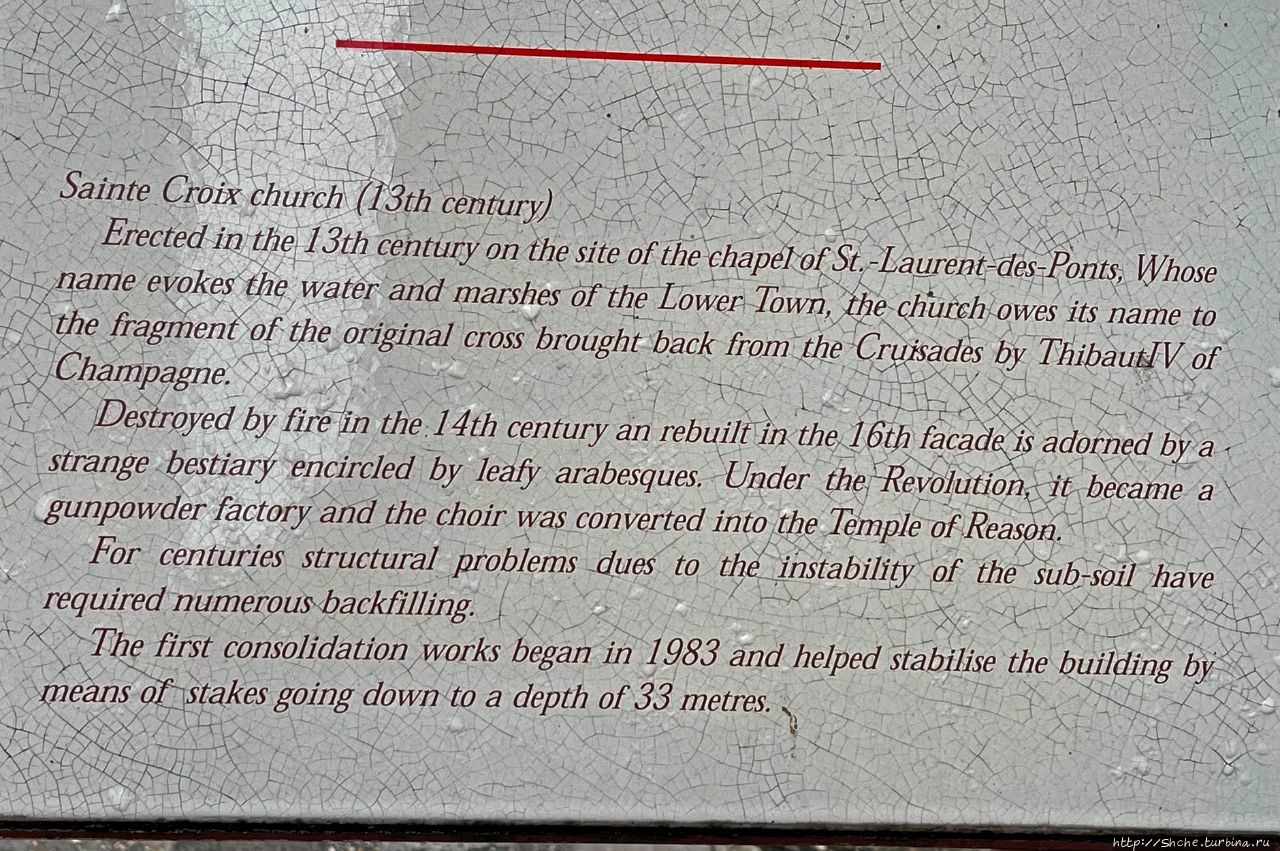 Sainte Croix church (13th century)
Erected in the 13th century on the site of the chapel of St.-Laurent-des-Ponts, Whose
name evokes the water and marshes of the Lower Town, the church owes its name to
the fragment of the original cross brought back from the Cruisades by Thibaut IV of
Champagne.
Destroyed by fire in the 14th century an rebuilt in the 16th facade is adorned by a
strange bestiary encircled by leafy arabesques. Under the Revolution, it became a
gunpowder factory and the choir was converted into the Temple of Reason.
For centuries structural problems dues to the instability of the sub-soil have
required numerous backfilling.
The first consolidation works began in 1983 and helped stabilise the building by
means of stakes going down to a depth of 33 metres.
http://Shche.turbina.ru